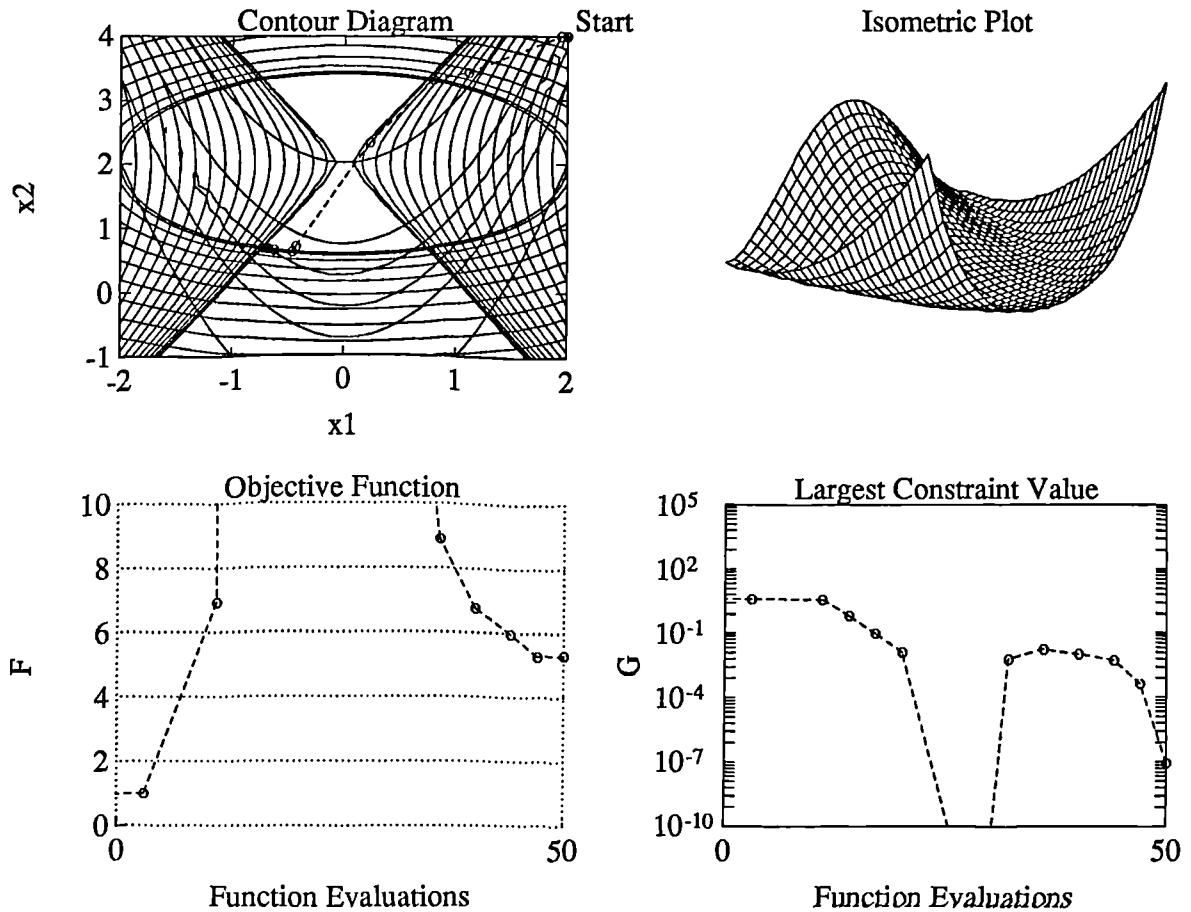 Contour Diagram
Start
Isometric Plot
4
3
2
1
0
-1
x2
-2
-1
0
1
2
x1
Objective Function
10
8
6
4
2
0
F
0
50
Function Evaluations
Largest Constraint Value
10^5
10^2
10^-1
10^-4
10^-7
10^-10
G
0
50
Function Evaluations